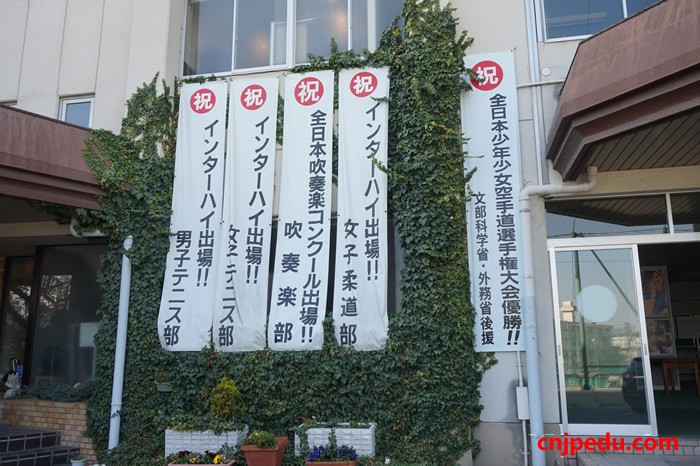 祝
インターハイ出場!!
男子テニス部
祝
インターハイ出場!!
女子テニス部
祝
全日本吹奏楽コンクール出場!!
吹奏楽部
祝
インターハイ出場!!
女子柔道部
祝
全日本少年少女空手道選手権大会優勝!!
文部科学省・外務省後援
cnjpedu.com